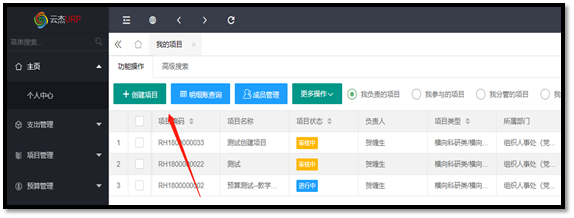 云杰URP
菜单搜索...
我的项目
主页
功能操作 高级搜索
个人中心
创建项目 明细账查询 成员管理 更多操作 我负责的项目 我参与的项目 我分管的项目
支出管理
项目编码 项目名称 项目状态 负责人 项目类型 所属部门
1 RH1800000033 测试创建项目 审核中 贺缠生 横向科研类/横向... 组织人事处（党...
项目管理
2 RH1800000022 测试 审核中 贺缠生 横向科研类/横向... 组织人事处（党...
预算管理
3 RH1800000002 预算测试--教学... 进行中 贺缠生 横向科研类/横向... 组织人事处（党...